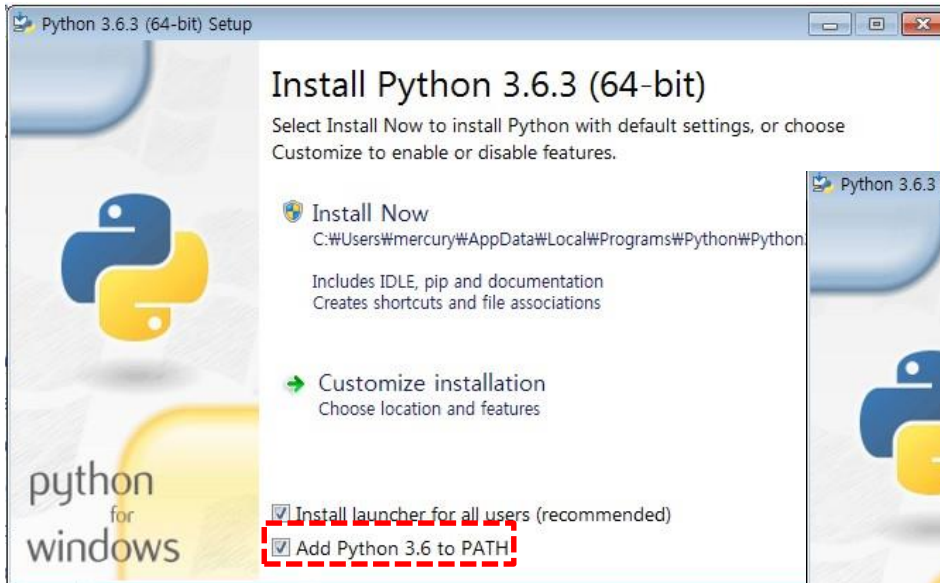 Python 3.6.3 (64-bit) Setup
Install Python 3.6.3 (64-bit)
Select Install Now to install Python with default settings, or choose
Customize to enable or disable features.
Python 3.6.3
Install Now
C:₩Users₩mercury₩AppData₩Local₩Programs₩Python₩Python
Includes IDLE, pip and documentation
Creates shortcuts and file associations
Customize installation
Choose location and features
python
for
windows
Install launcher for all users (recommended)
Add Python 3.6 to PATH